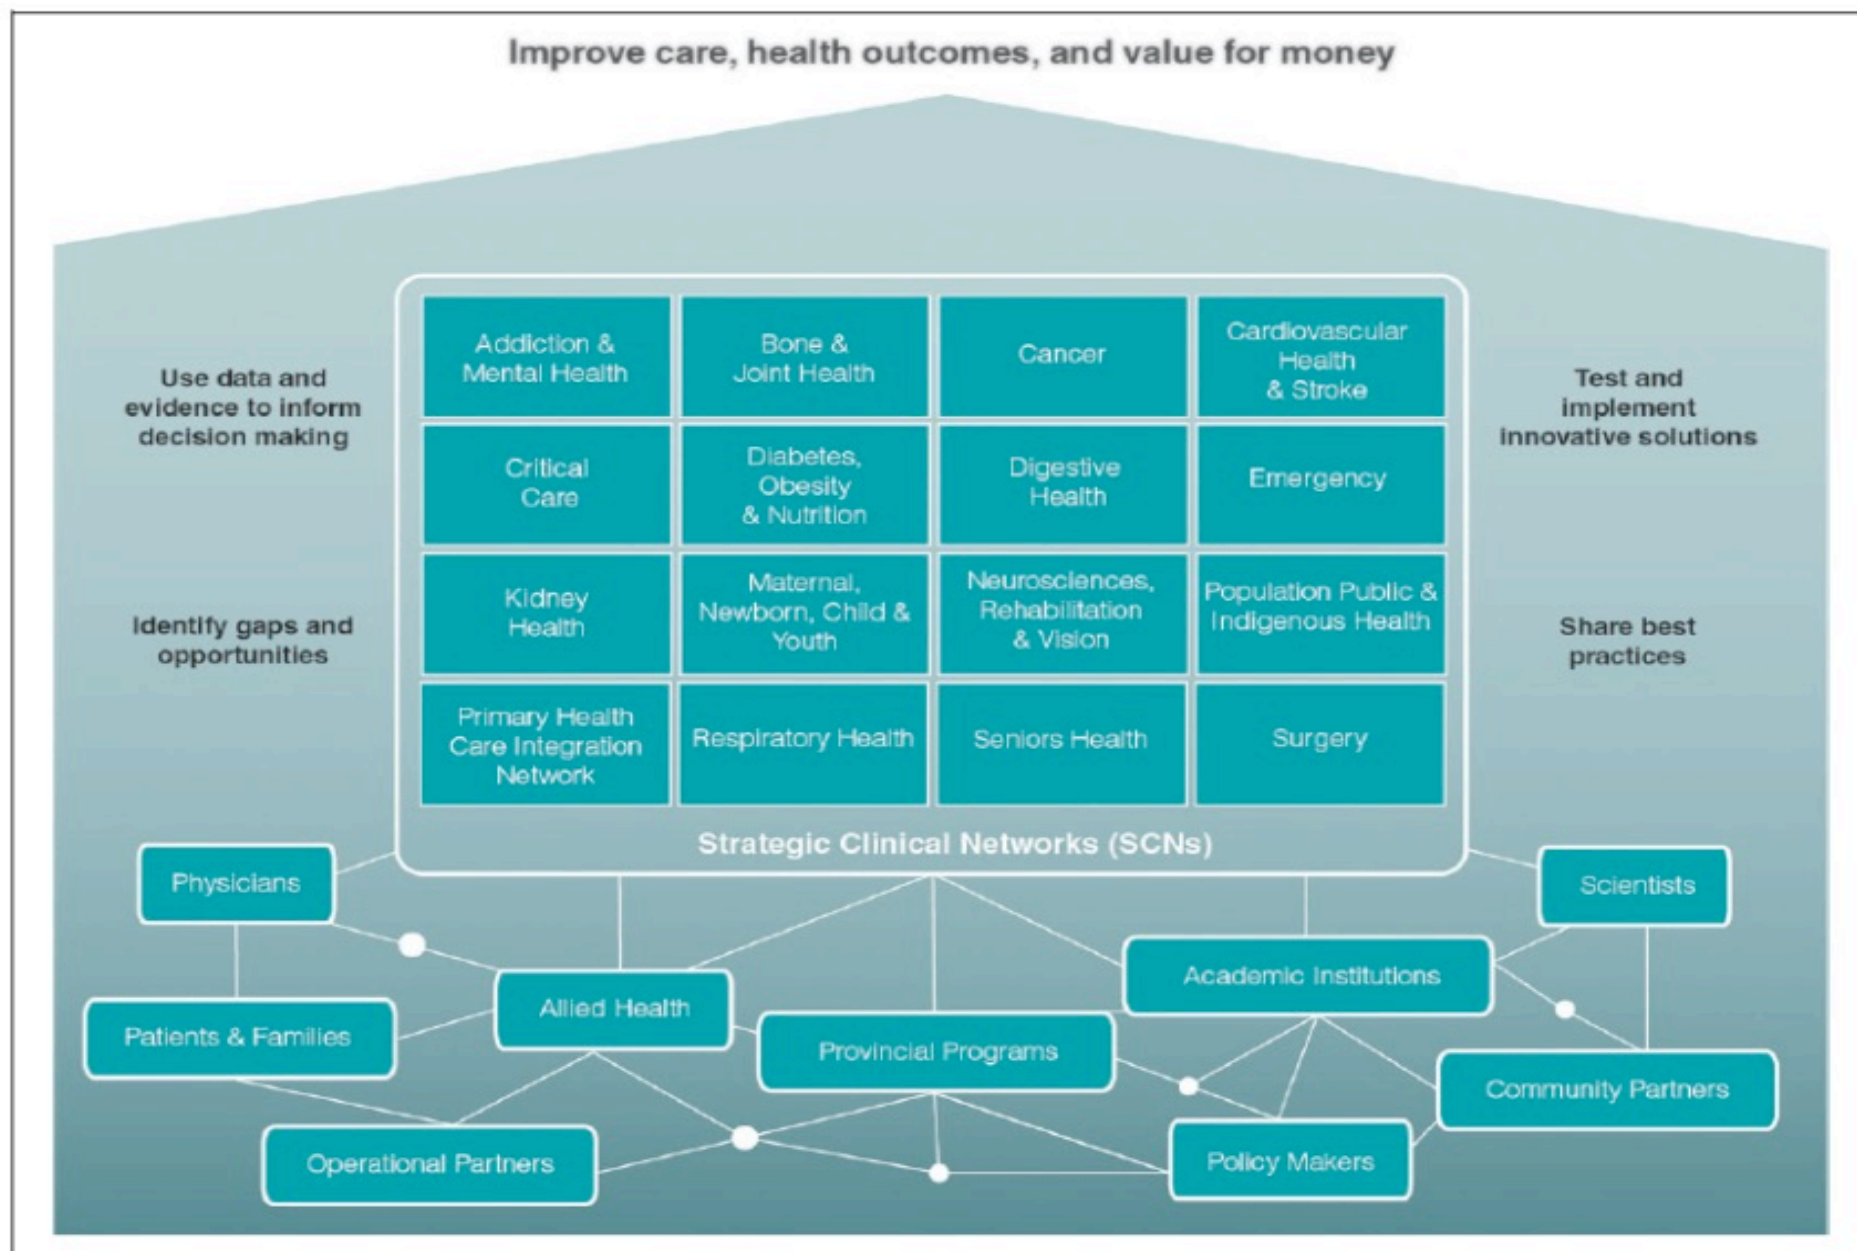 Improve care, health outcomes, and value for money
Use data and
evidence to inform
decision making
Identify gaps and
opportunities
Addiction &
Mental Health
Bone &
Joint Health
Cancer
Cardiovascular
Health
& Stroke
Critical
Care
Diabetes,
Obesity
& Nutrition
Digestive
Health
Emergency
Kidney
Health
Maternal,
Newborn, Child &
Youth
Neurosciences,
Rehabilitation
& Vision
Population Public &
Indigenous Health
Primary Health
Care Integration
Network
Respiratory Health
Seniors Health
Surgery
Strategic Clinical Networks (SCNs)
Test and
implement
innovative solutions
Share best
practices
Physicians
Scientists
Allied Health
Academic Institutions
Patients & Families
Provincial Programs
Community Partners
Operational Partners
Policy Makers